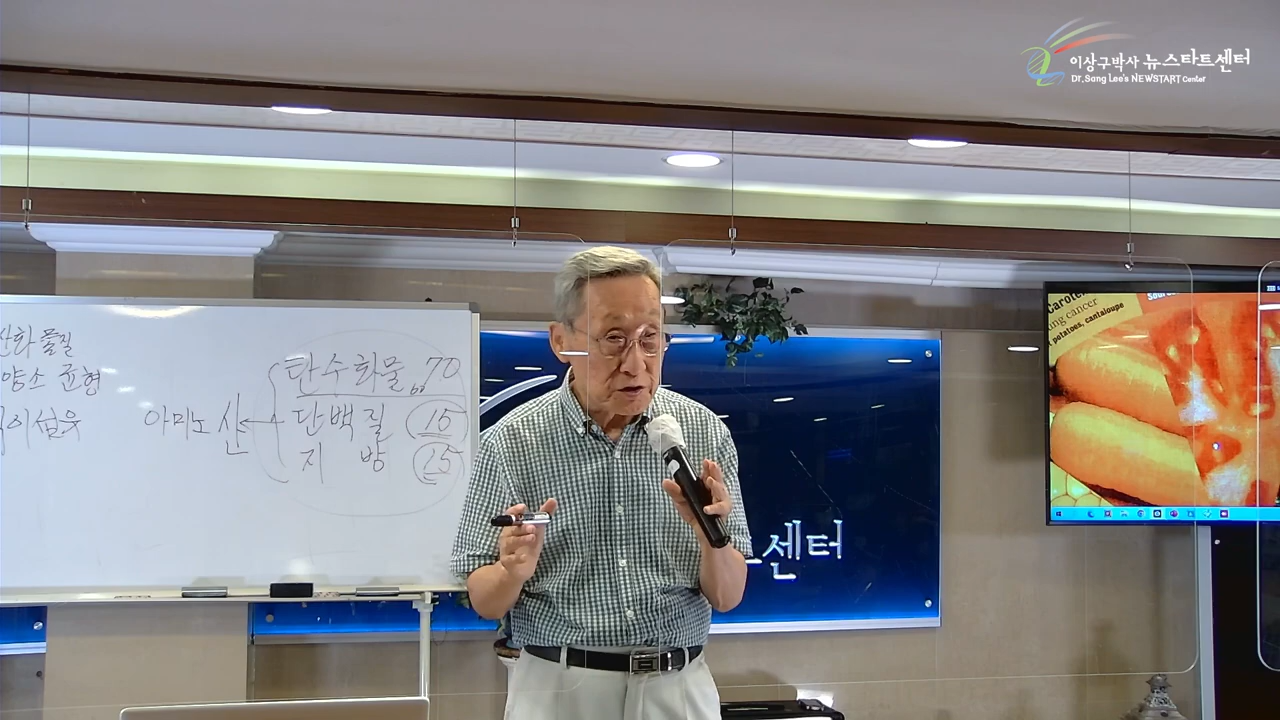 이상구박사 뉴스타트센터
Dr.Sang Lee's NEWSTART Center
산화 물질
양소 균형
이섬유
탄수화물 60 70
아미노산 단백질 15
지방 15
Caroten
ng cancer
potatoes, cantaloupe
센터